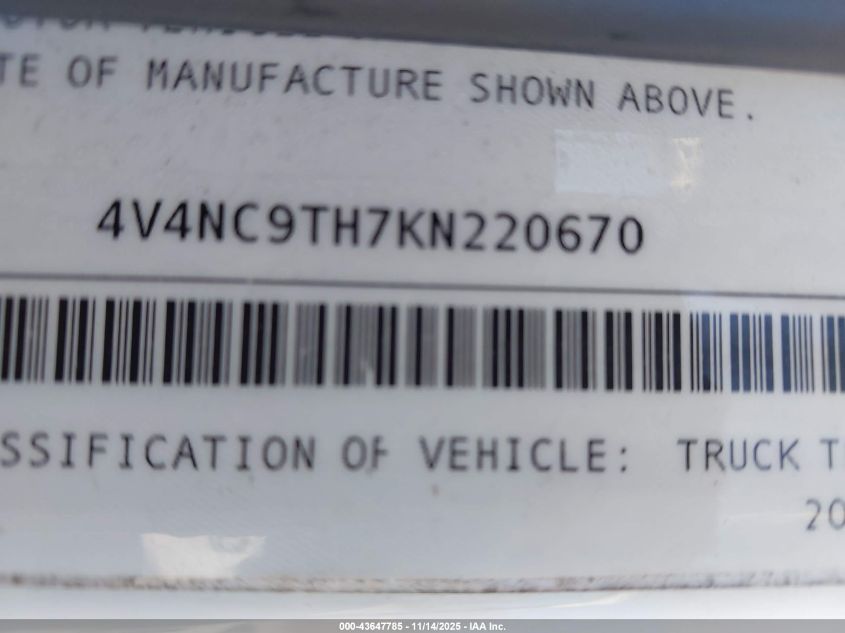 TE OF MANUFACTURE SHOWN ABOVE.
4V4NC9TH7KN220670
SSIFICATION OF VEHICLE: TRUCK T
20
000-43647785 - 11/14/2025 - IAA Inc.